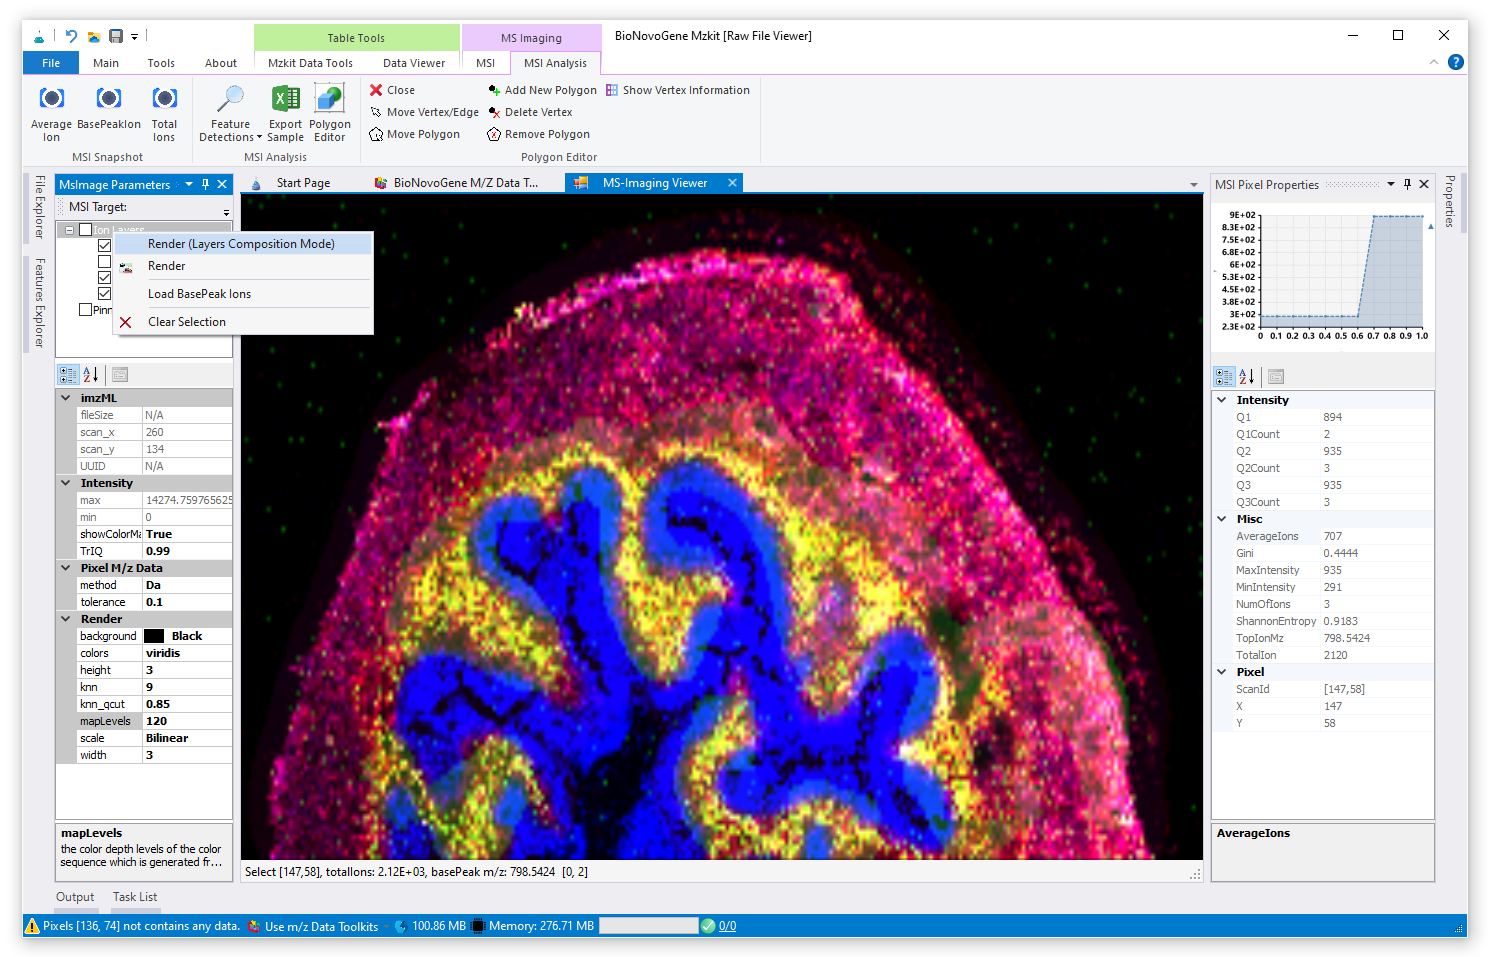 Table Tools
MS Imaging
BioNovoGene Mzkit [Raw File Viewer]
File
Main
Tools
About
Mzkit Data Tools
Data Viewer
MSI
MSI Analysis
Average Ion
BasePeakIon
Total Ions
MSI Snapshot
Feature Detections
Export Sample
Polygon Editor
MSI Analysis
Close
Move Vertex/Edge
Move Polygon
Add New Polygon
Delete Vertex
Remove Polygon
Show Vertex Information
Polygon Editor
File Explorer
Features Explorer
MsImage Parameters
MSI Target:
Ion Layers
Pinn
Render (Layers Composition Mode)
Render
Load BasePeak Ions
Clear Selection
imzML
fileSize N/A
scan_x 260
scan_y 134
UUID N/A
Intensity
max 14274.759765625
min 0
showColorMa True
TrIQ 0.99
Pixel M/z Data
method Da
tolerance 0.1
Render
background Black
colors viridis
height 3
knn 9
knn_qcut 0.85
mapLevels 120
scale Bilinear
width 3
mapLevels
the color depth levels of the color
sequence which is generated fr...
Output
Task List
Start Page
BioNovoGene M/Z Data T...
MS-Imaging Viewer
Select [147,58], totalIons: 2.12E+03, basePeak m/z: 798.5424 [0, 2]
MSI Pixel Properties
Properties
9E+02
8.3E+02
7.5E+02
6.8E+02
6E+02
5.3E+02
4.5E+02
3.8E+02
3E+02
2.3E+02
0 0.1 0.2 0.3 0.4 0.5 0.6 0.7 0.8 0.9 1.0
Intensity
Q1 894
Q1Count 2
Q2 935
Q2Count 3
Q3 935
Q3Count 3
Misc
AverageIons 707
Gini 0.4444
MaxIntensity 935
MinIntensity 291
NumOfIons 3
ShannonEntropy 0.9183
TopIonMz 798.5424
TotalIon 2120
Pixel
ScanId [147,58]
X 147
Y 58
AverageIons
Pixels [136, 74] not contains any data.
Use m/z Data Toolkits
100.86 MB
Memory: 276.71 MB
0/0